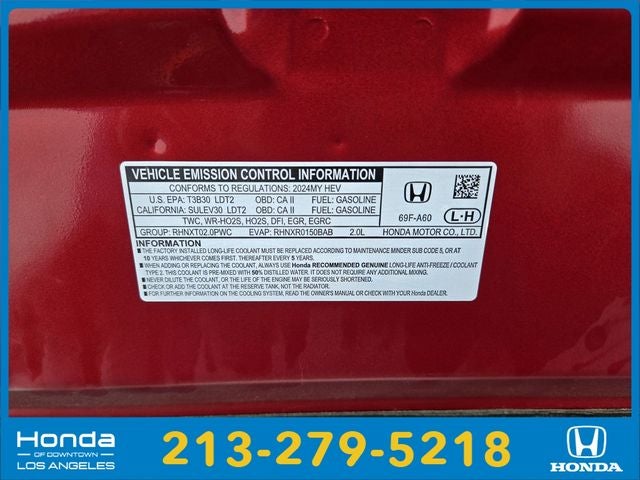 VEHICLE EMISSION CONTROL INFORMATION
CONFORMS TO REGULATIONS: 2024MY HEV
U.S. EPA: T3B30 LDT2 OBD: CA II FUEL: GASOLINE
CALIFORNIA: SULEV30 LDT2 OBD: CA II FUEL: GASOLINE
TWC, WR-HO2S, HO2S, DFI, EGR, EGRC
GROUP: RHNXT02.0PWC EVAP: RHNXR0150BAB 2.0L
69F-A60
L-H
HONDA MOTOR CO., LTD.
INFORMATION
■ THE FACTORY INSTALLED LONG-LIFE COOLANT MUST BE REPLACED ACCORDING TO MAINTENANCE MINDER SUB CODE 5, OR AT
10 YEARS WHICHEVER COMES FIRST. THEREAFTER EVERY 5 YEARS.
■ WHEN ADDING OR REPLACING THE COOLANT, ALWAYS USE Honda RECOMMENDED GENUINE LONG-LIFE ANTI-FREEZE / COOLANT
TYPE 2. THIS COOLANT IS PRE-MIXED WITH 50% DISTILLED WATER. IT DOES NOT REQUIRE ANY ADDITIONAL MIXING.
■ NEVER DILUTE THE COOLANT, OR THE ENGINE MAY BE SERIOUSLY SHORTENED.
■ CHECK OR ADD THE COOLANT AT THE RESERVE TANK, NOT THE RADIATOR.
■ FOR FURTHER INFORMATION ON THE COOLING SYSTEM, READ THE OWNER'S MANUAL OR CHECK WITH YOUR Honda DEALER.
Honda
OF DOWNTOWN
LOS ANGELES
213-279-5218
HONDA